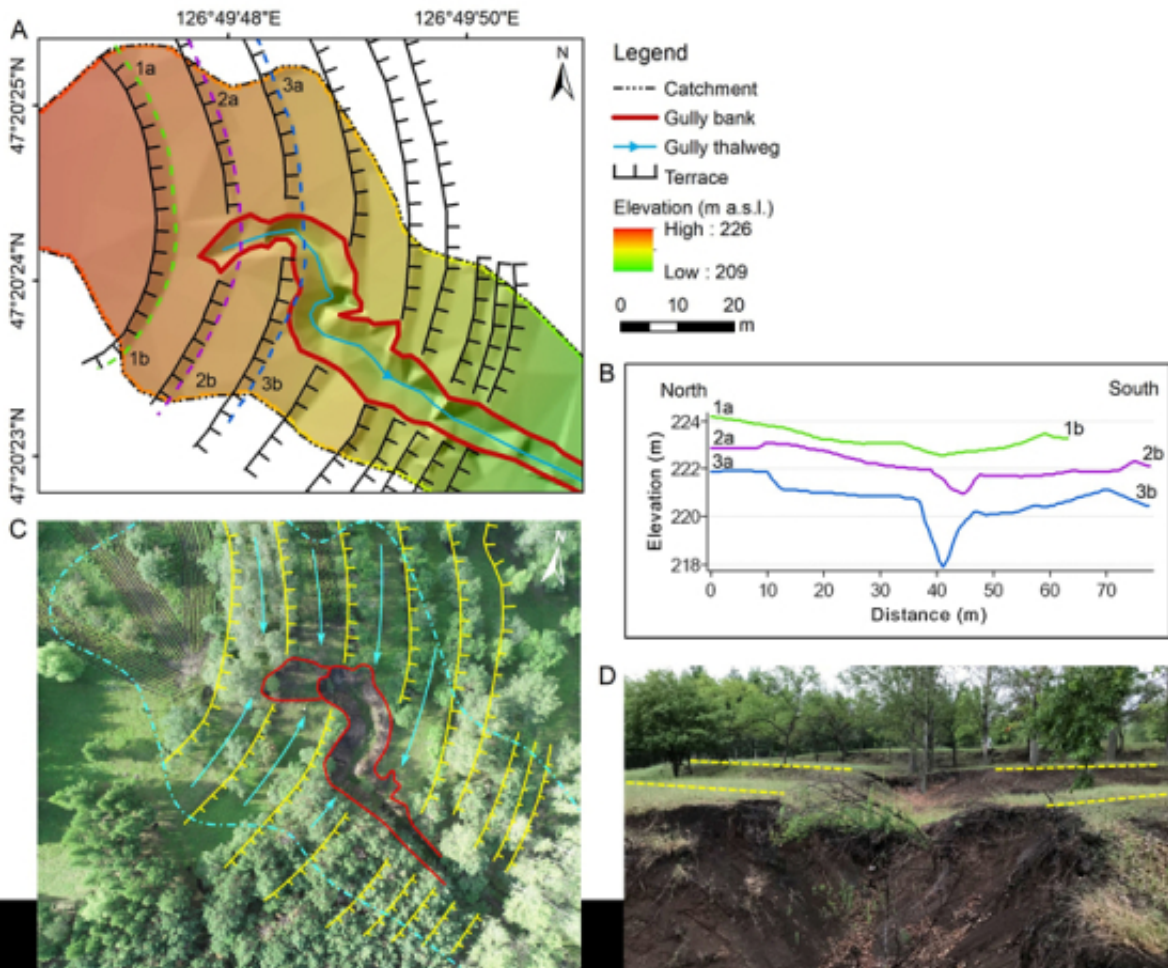 126°49'48"E
126°49'50"E
A
N
47°20'25"N
47°20'24"N
47°20'23"N
1a
2a
3a
1b
2b
3b
Legend
Catchment
Gully bank
Gully thalweg
Terrace
Elevation (m a.s.l.)
High : 226
Low : 209
0 10 20
m
B
North
South
1a
2a
3a
1b
2b
3b
224
222
220
218
Elevation (m)
0 10 20 30 40 50 60 70
Distance (m)
C
N
D